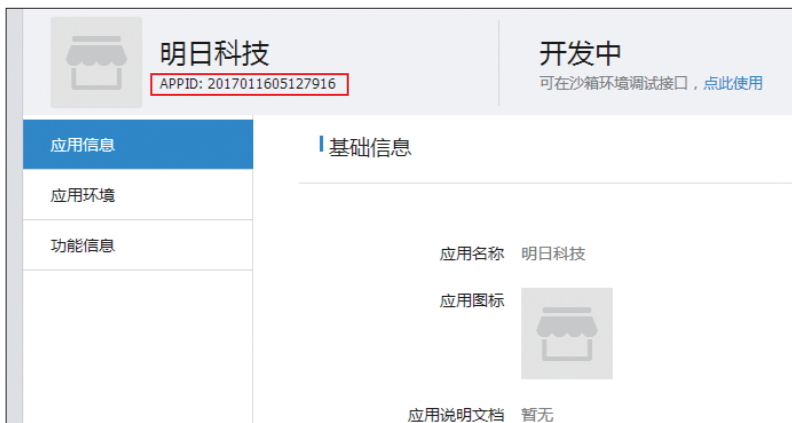 明日科技
APPID: 2017011605127916
开发中
可在沙箱环境调试接口，点此使用
应用信息
应用环境
功能信息
基础信息
应用名称 明日科技
应用图标
应用说明文档 暂无